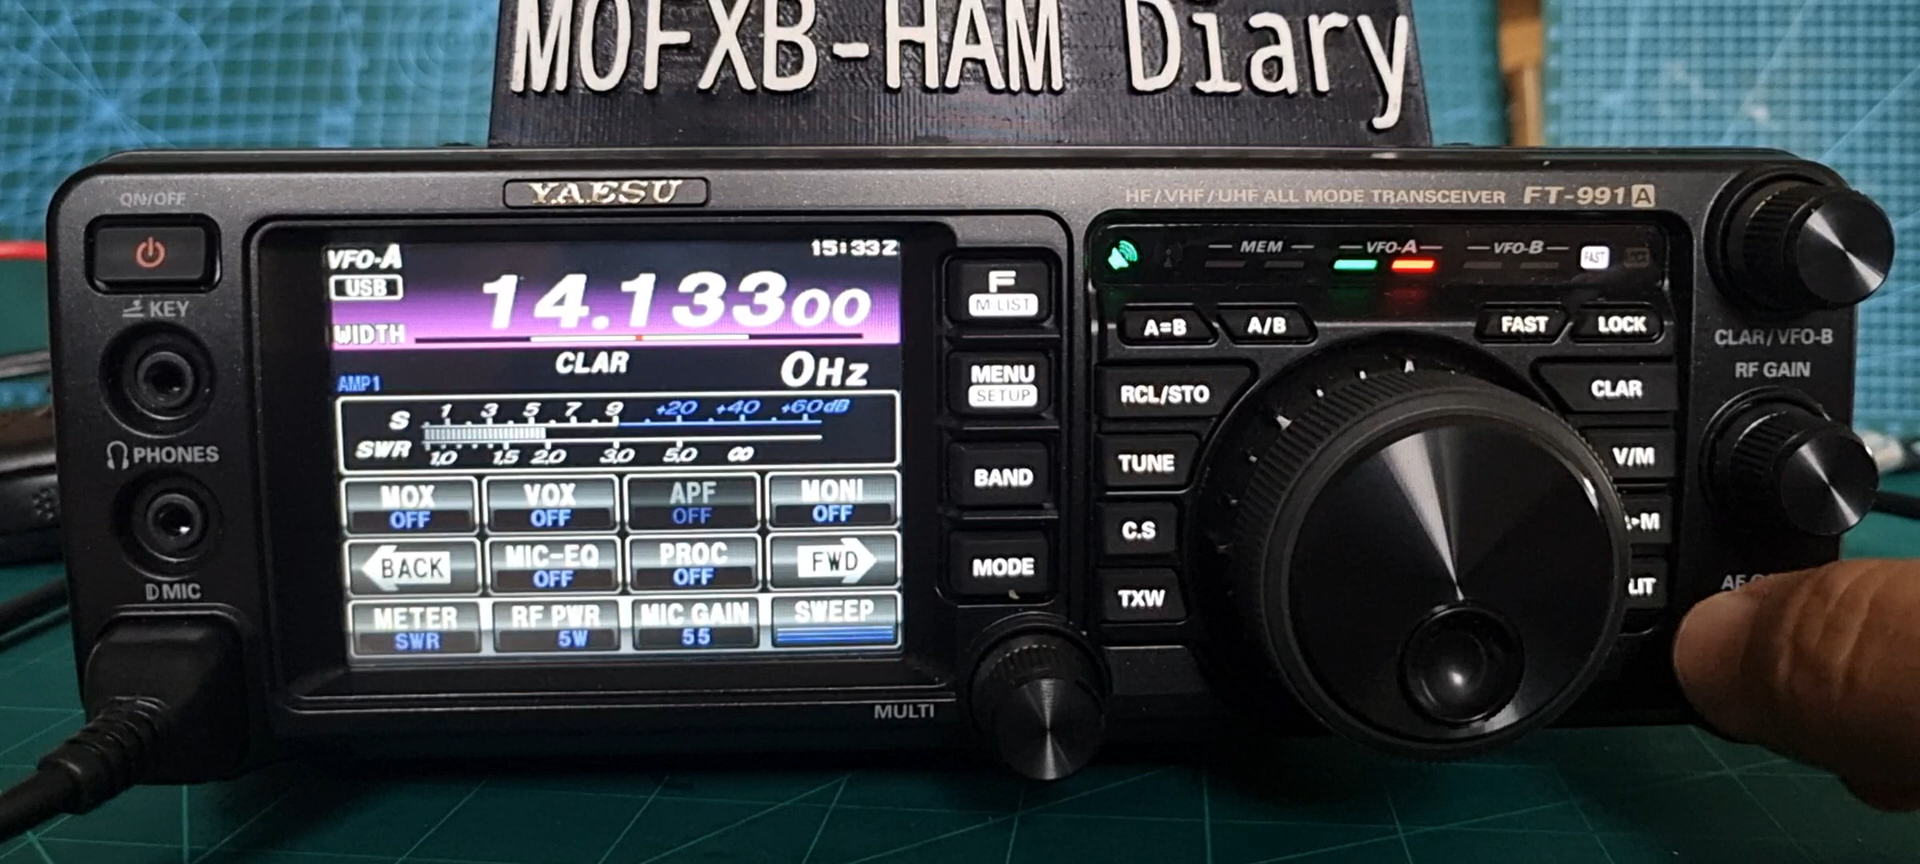 M0FXB-HAM Diary
YAESU
HF/VHF/UHF ALL MODE TRANSCEIVER FT-991A
ON/OFF
KEY
PHONES
MIC
VFO-A
15:33Z
USB
14.13300
WIDTH
CLAR 0Hz
AMP1
S 1 3 5 7 9 +20 +40 +60dB
SWR 1.0 1.5 2.0 3.0 5.0 ∞
MOX VOX APF MONI
OFF OFF OFF OFF
BACK MIC-EQ PROC FWD
OFF OFF
METER RF PWR MIC GAIN SWEEP
SWR 5W 55
MULTI
F
M.LIST
MENU
SETUP
BAND
MODE
MEM VFO-A VFO-B FAST
A=B A/B FAST LOCK
RCL/STO
TUNE
C.S
TXW
CLAR
V/M
CLAR/VFO-B
RF GAIN